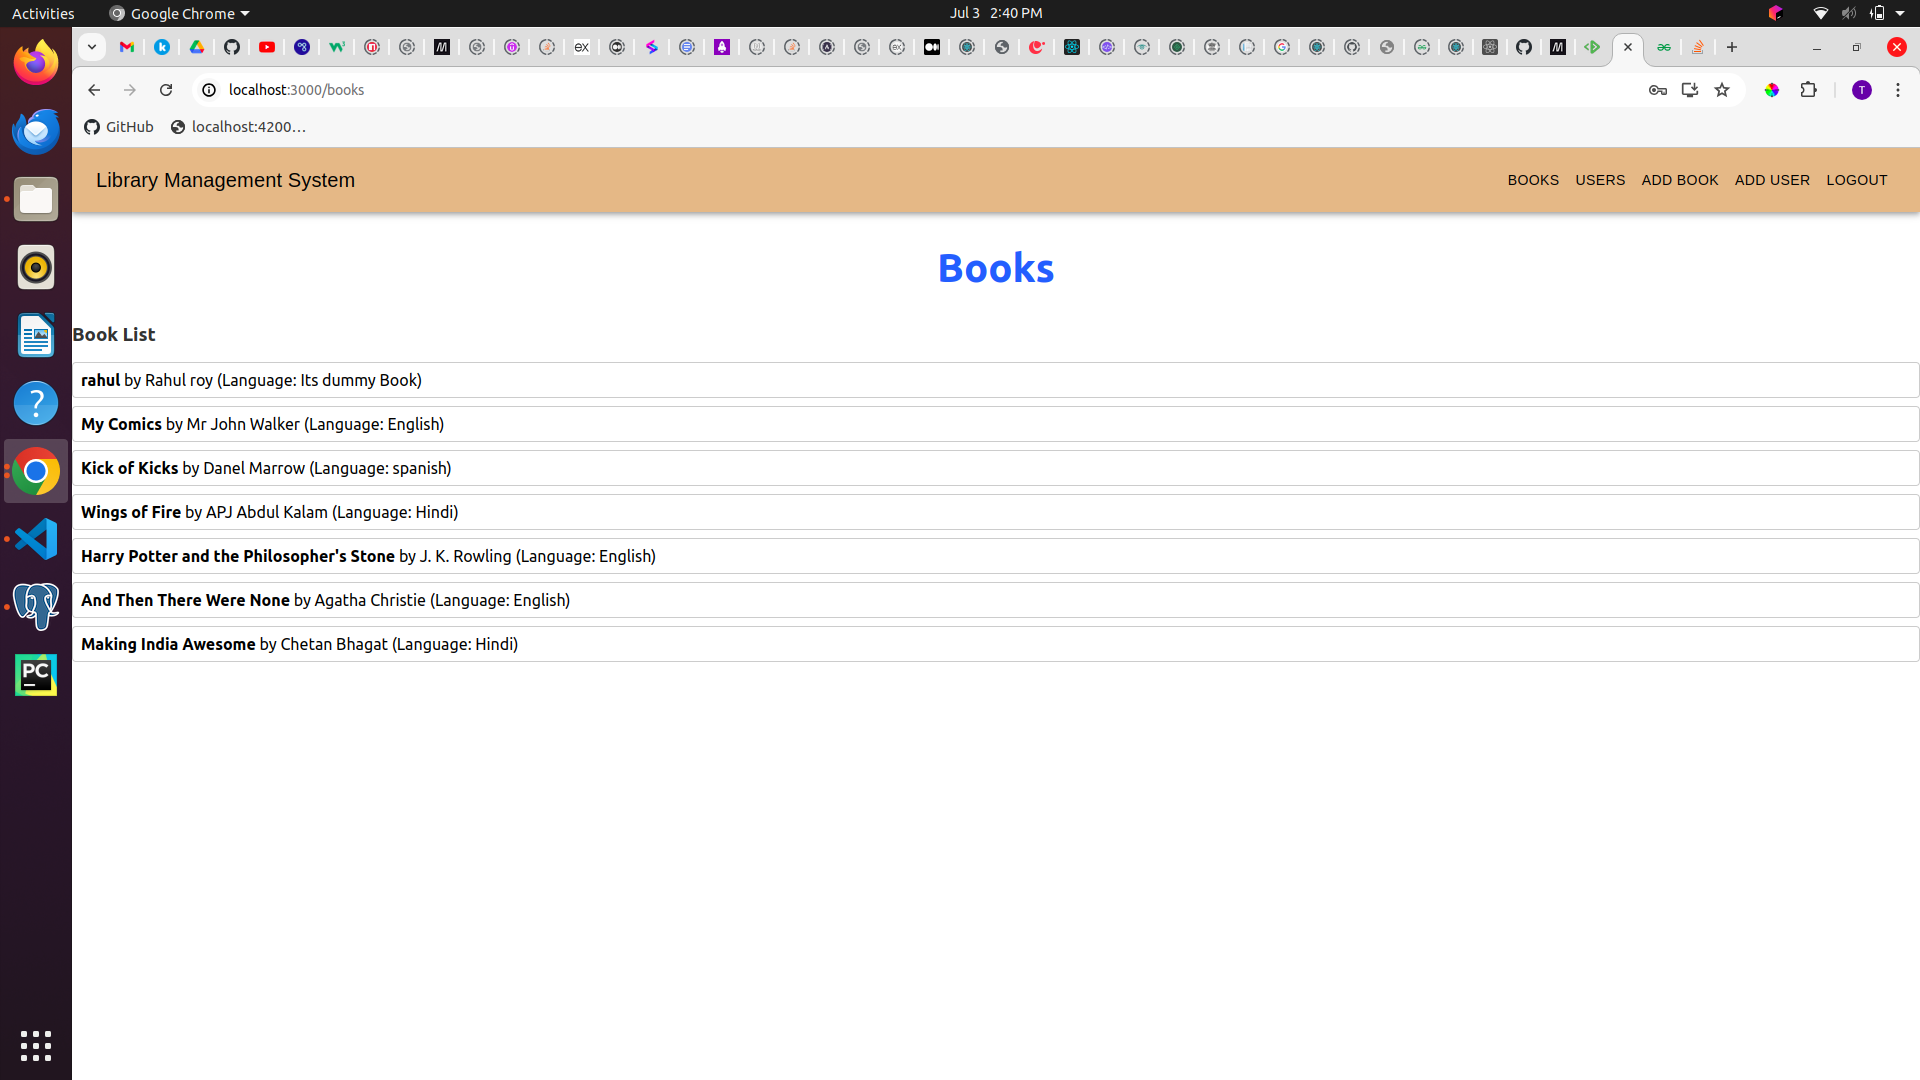 Activities
Google Chrome
Jul 3 2:40 PM
localhost:3000/books
T
GitHub
localhost:4200…
Library Management System
BOOKS USERS ADD BOOK ADD USER LOGOUT
Books
Book List
rahul by Rahul roy (Language: Its dummy Book)
My Comics by Mr John Walker (Language: English)
Kick of Kicks by Danel Marrow (Language: spanish)
Wings of Fire by APJ Abdul Kalam (Language: Hindi)
Harry Potter and the Philosopher's Stone by J. K. Rowling (Language: English)
And Then There Were None by Agatha Christie (Language: English)
Making India Awesome by Chetan Bhagat (Language: Hindi)
PC